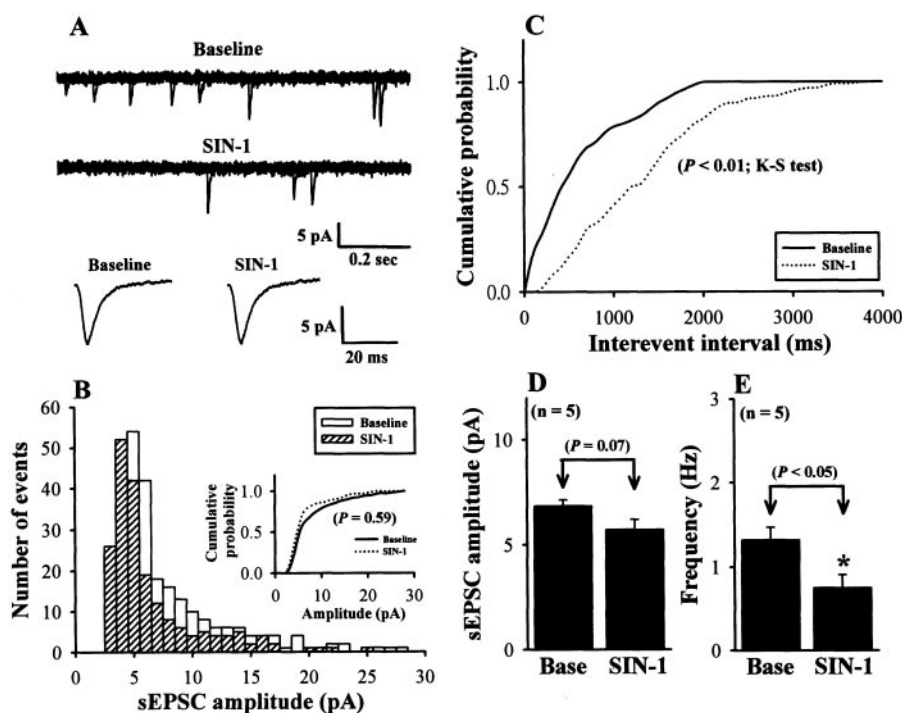 A
Baseline
SIN-1
5 pA
0.2 sec
Baseline
SIN-1
5 pA
20 ms
B
Number of events
60
50
40
30
20
10
0
0 5 10 15 20 25 30
sEPSC amplitude (pA)
Baseline
SIN-1
Cumulative
probability
1.0
0.5
0.0
(P = 0.59)
Baseline
SIN-1
0 10 20 30
Amplitude (pA)
C
Cumulative probability
1.0
0.5
0.0
(P < 0.01; K-S test)
Baseline
SIN-1
0 1000 2000 3000 4000
Interevent interval (ms)
D
(n = 5)
sEPSC amplitude (pA)
10
5
0
(P = 0.07)
Base SIN-1
E
(n = 5)
Frequency (Hz)
3
2
1
0
(P < 0.05)
*
Base SIN-1